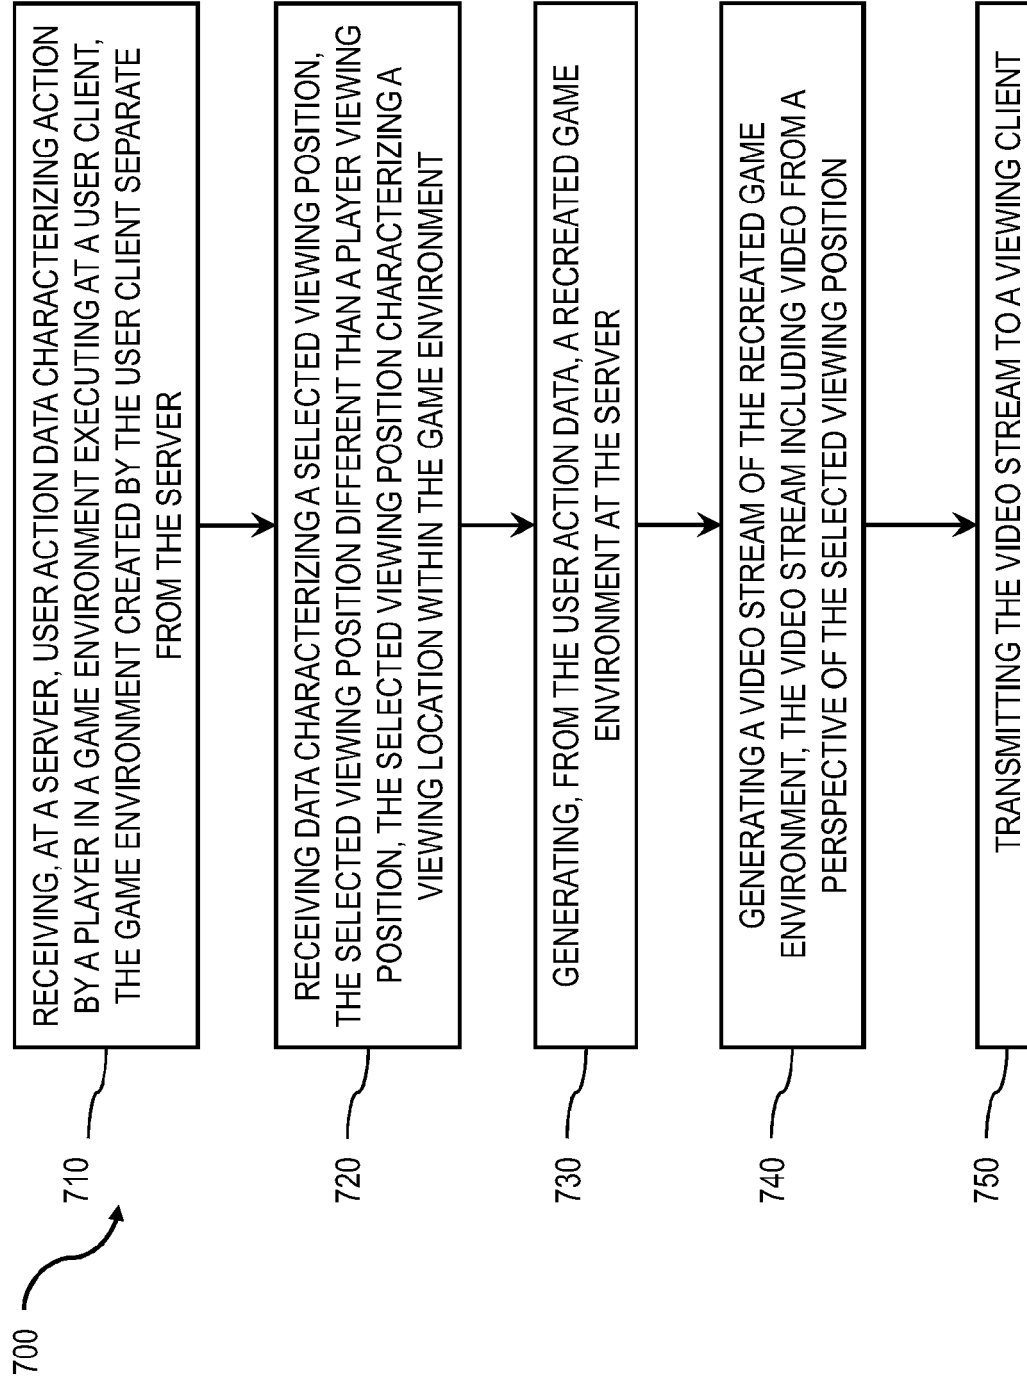 700
710
RECEIVING, AT A SERVER, USER ACTION DATA CHARACTERIZING ACTION
BY A PLAYER IN A GAME ENVIRONMENT EXECUTING AT A USER CLIENT,
THE GAME ENVIRONMENT CREATED BY THE USER CLIENT SEPARATE
FROM THE SERVER
720
RECEIVING DATA CHARACTERIZING A SELECTED VIEWING POSITION,
THE SELECTED VIEWING POSITION DIFFERENT THAN A PLAYER VIEWING
POSITION, THE SELECTED VIEWING POSITION CHARACTERIZING A
VIEWING LOCATION WITHIN THE GAME ENVIRONMENT
730
GENERATING, FROM THE USER ACTION DATA, A RECREATED GAME
ENVIRONMENT AT THE SERVER
740
GENERATING A VIDEO STREAM OF THE RECREATED GAME
ENVIRONMENT, THE VIDEO STREAM INCLUDING VIDEO FROM A
PERSPECTIVE OF THE SELECTED VIEWING POSITION
750
TRANSMITTING THE VIDEO STREAM TO A VIEWING CLIENT